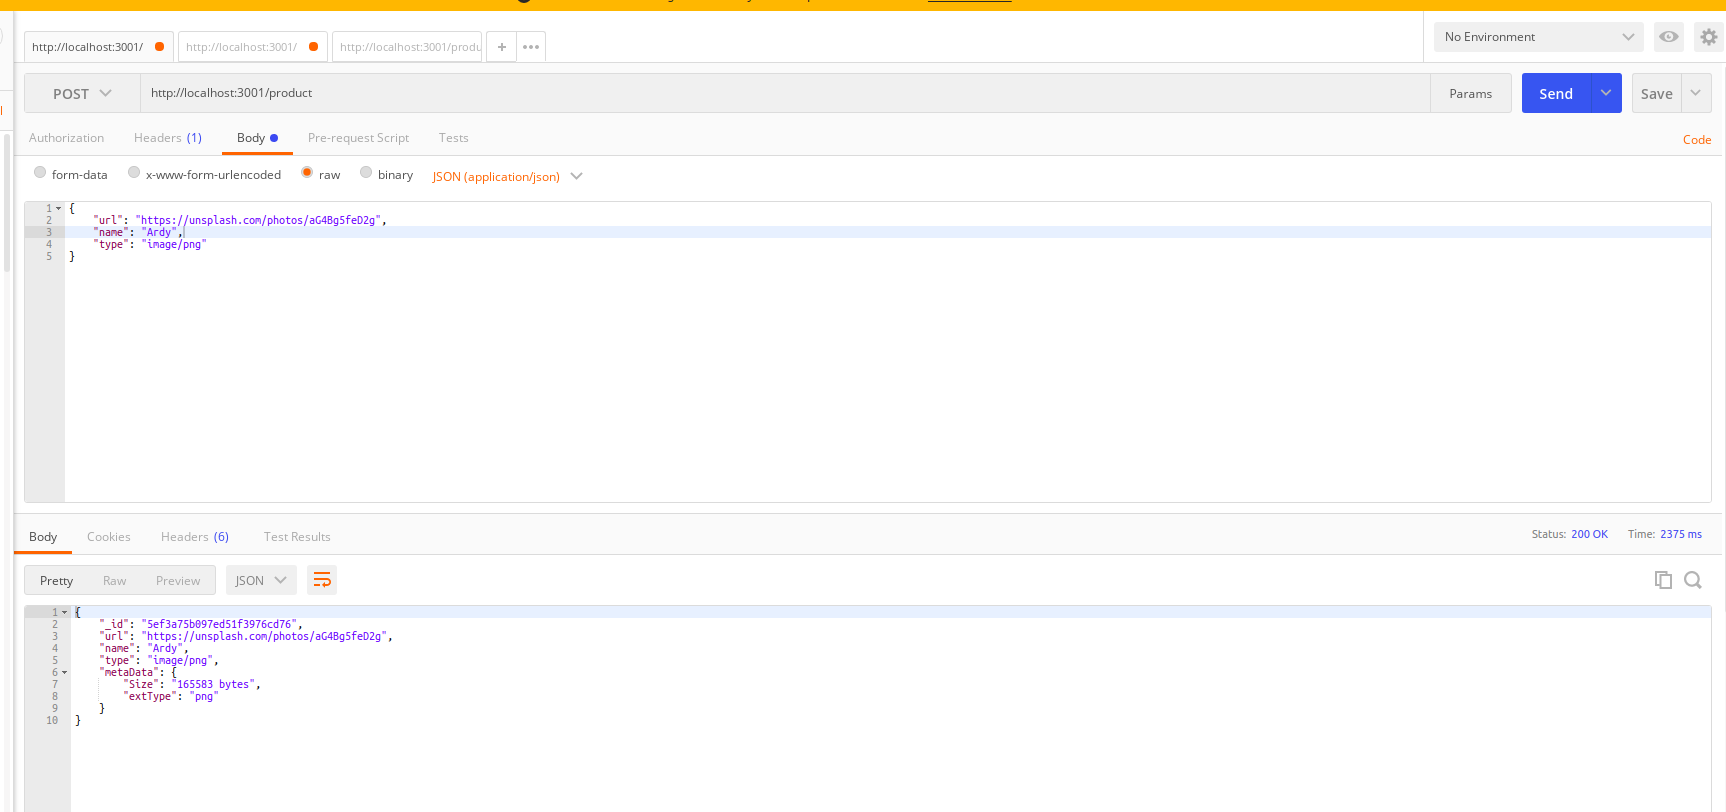 http://localhost:3001/
http://localhost:3001/
http://localhost:3001/produ
+
No Environment
POST
http://localhost:3001/product
Params
Send
Save
Authorization
Headers (1)
Body
Pre-request Script
Tests
Code
form-data
x-www-form-urlencoded
raw
binary
JSON (application/json)
1 {
2 "url": "https://unsplash.com/photos/aG4Bg5feD2g",
3 "name": "Ardy",
4 "type": "image/png"
5 }
Body
Cookies
Headers (6)
Test Results
Status: 200 OK
Time: 2375 ms
Pretty
Raw
Preview
JSON
1 {
2 "_id": "5ef3a75b097ed51f3976cd76",
3 "url": "https://unsplash.com/photos/aG4Bg5feD2g",
4 "name": "Ardy",
5 "type": "image/png",
6 "metaData": {
7 "Size": "165583 bytes",
8 "extType": "png"
9 }
10 }